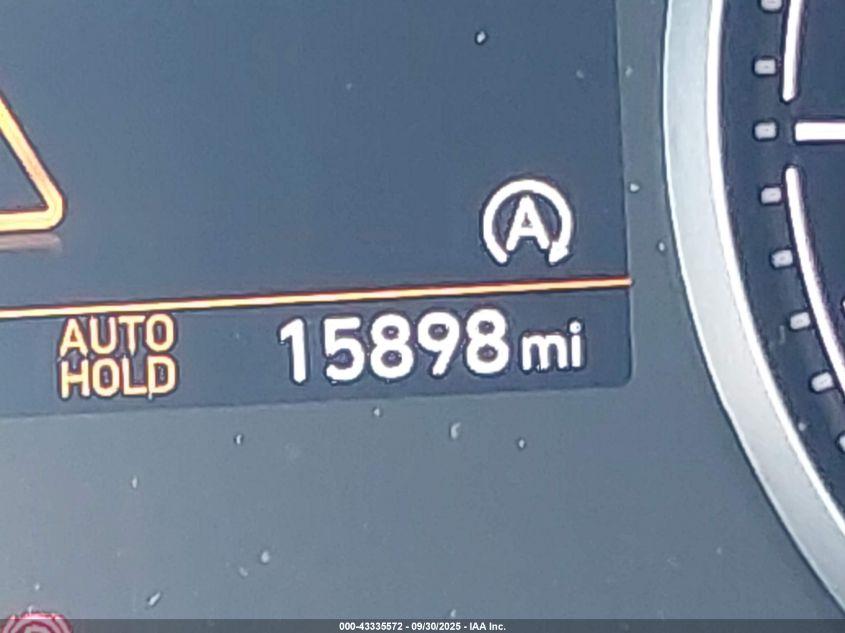 A
AUTO
HOLD
15898 mi
000-43335572 - 09/30/2025 - IAA Inc.